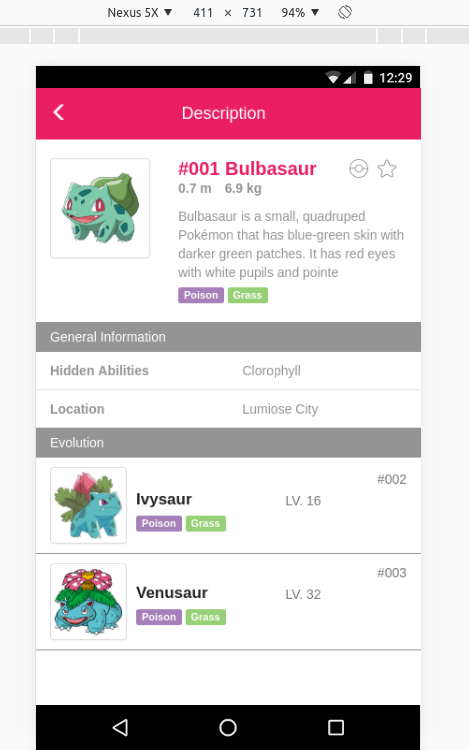 Nexus 5X ▼ 411 × 731 94% ▼
12:29
Description
#001 Bulbasaur
0.7 m 6.9 kg
Bulbasaur is a small, quadruped
Pokémon that has blue-green skin with
darker green patches. It has red eyes
with white pupils and pointe
Poison Grass
General Information
Hidden Abilities Clorophyll
Location Lumiose City
Evolution
#002
Ivysaur LV. 16
Poison Grass
#003
Venusaur LV. 32
Poison Grass